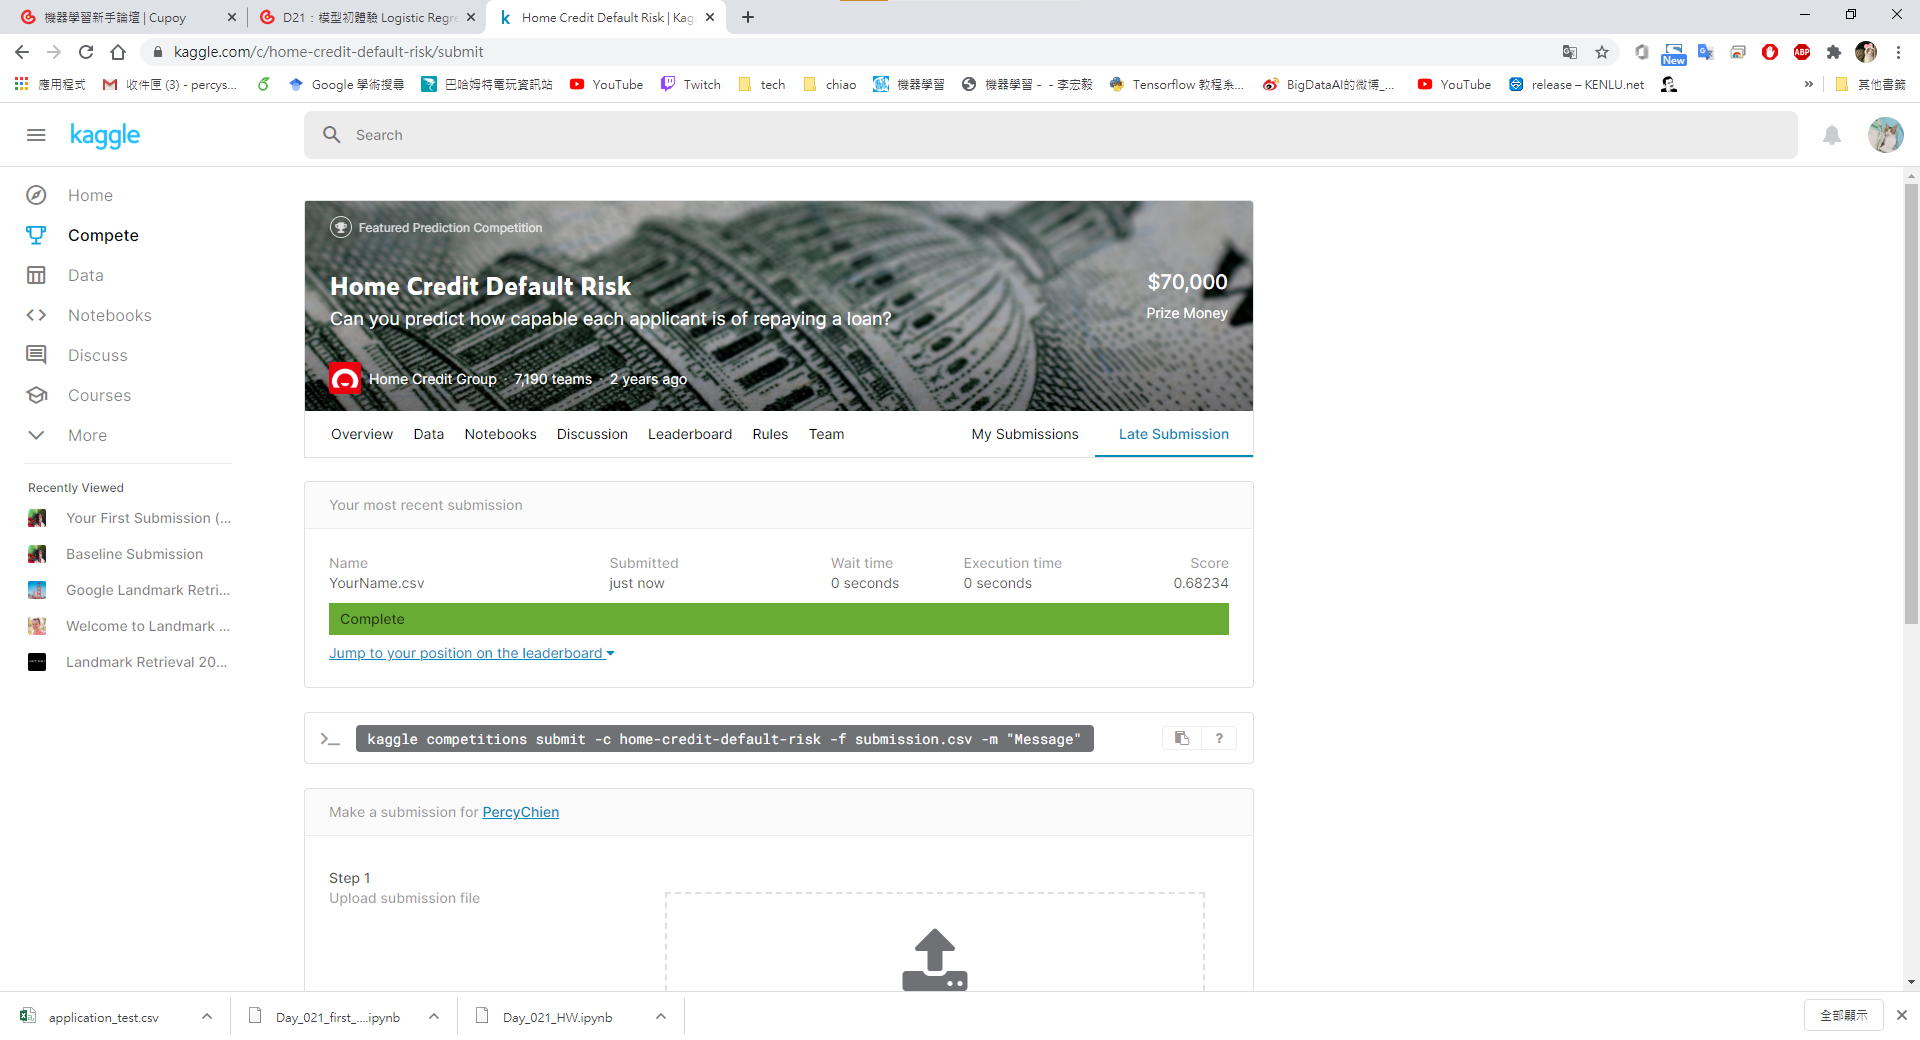 機器學習新手論壇 | Cupoy
D21：模型初體驗 Logistic Regre
Home Credit Default Risk | Kag
kaggle.com/c/home-credit-default-risk/submit
New
ABP
應用程式
收件匣 (3) - percys...
Google 學術搜尋
巴哈姆特電玩資訊站
YouTube
Twitch
tech
chiao
機器學習
機器學習 - - 李宏毅
Tensorflow 教程系...
BigDataAI的微博_...
YouTube
release – KENLU.net
»
其他書籤
kaggle
Search
Home
Compete
Data
Notebooks
Discuss
Courses
More
Recently Viewed
Your First Submission (...
Baseline Submission
Google Landmark Retri...
Welcome to Landmark ...
Landmark Retrieval 20...
Featured Prediction Competition
Home Credit Default Risk
Can you predict how capable each applicant is of repaying a loan?
$70,000
Prize Money
Home Credit Group · 7,190 teams · 2 years ago
Overview Data Notebooks Discussion Leaderboard Rules Team My Submissions Late Submission
Your most recent submission
Name Submitted Wait time Execution time Score
YourName.csv just now 0 seconds 0 seconds 0.68234
Complete
Jump to your position on the leaderboard
kaggle competitions submit -c home-credit-default-risk -f submission.csv -m "Message"
?
Make a submission for PercyChien
Step 1
Upload submission file
application_test.csv
Day_021_first_....ipynb
Day_021_HW.ipynb
全部顯示